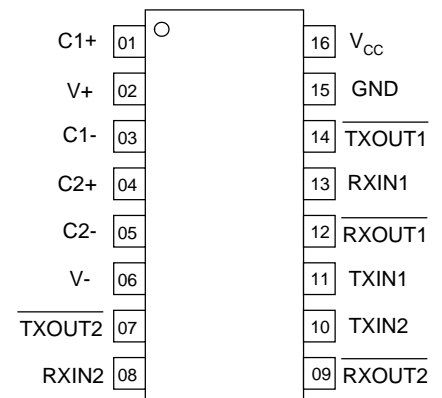 C1+ 01 16 V_CC
V+ 02 15 GND
C1- 03 14 TXOUT1
C2+ 04 13 RXIN1
C2- 05 12 RXOUT1
V- 06 11 TXIN1
TXOUT2 07 10 TXIN2
RXIN2 08 09 RXOUT2